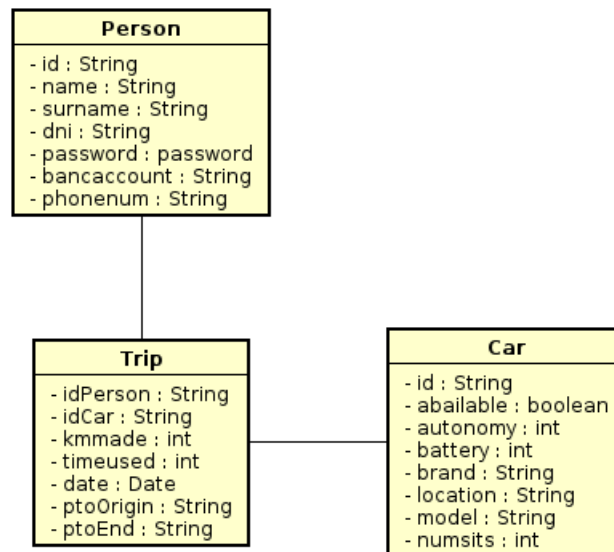 Person
- id : String
- name : String
- surname : String
- dni : String
- password : password
- bancaccount : String
- phonenum : String
Trip
- idPerson : String
- idCar : String
- kmmade : int
- timeused : int
- date : Date
- ptoOrigin : String
- ptoEnd : String
Car
- id : String
- abailable : boolean
- autonomy : int
- battery : int
- brand : String
- location : String
- model : String
- numsits : int